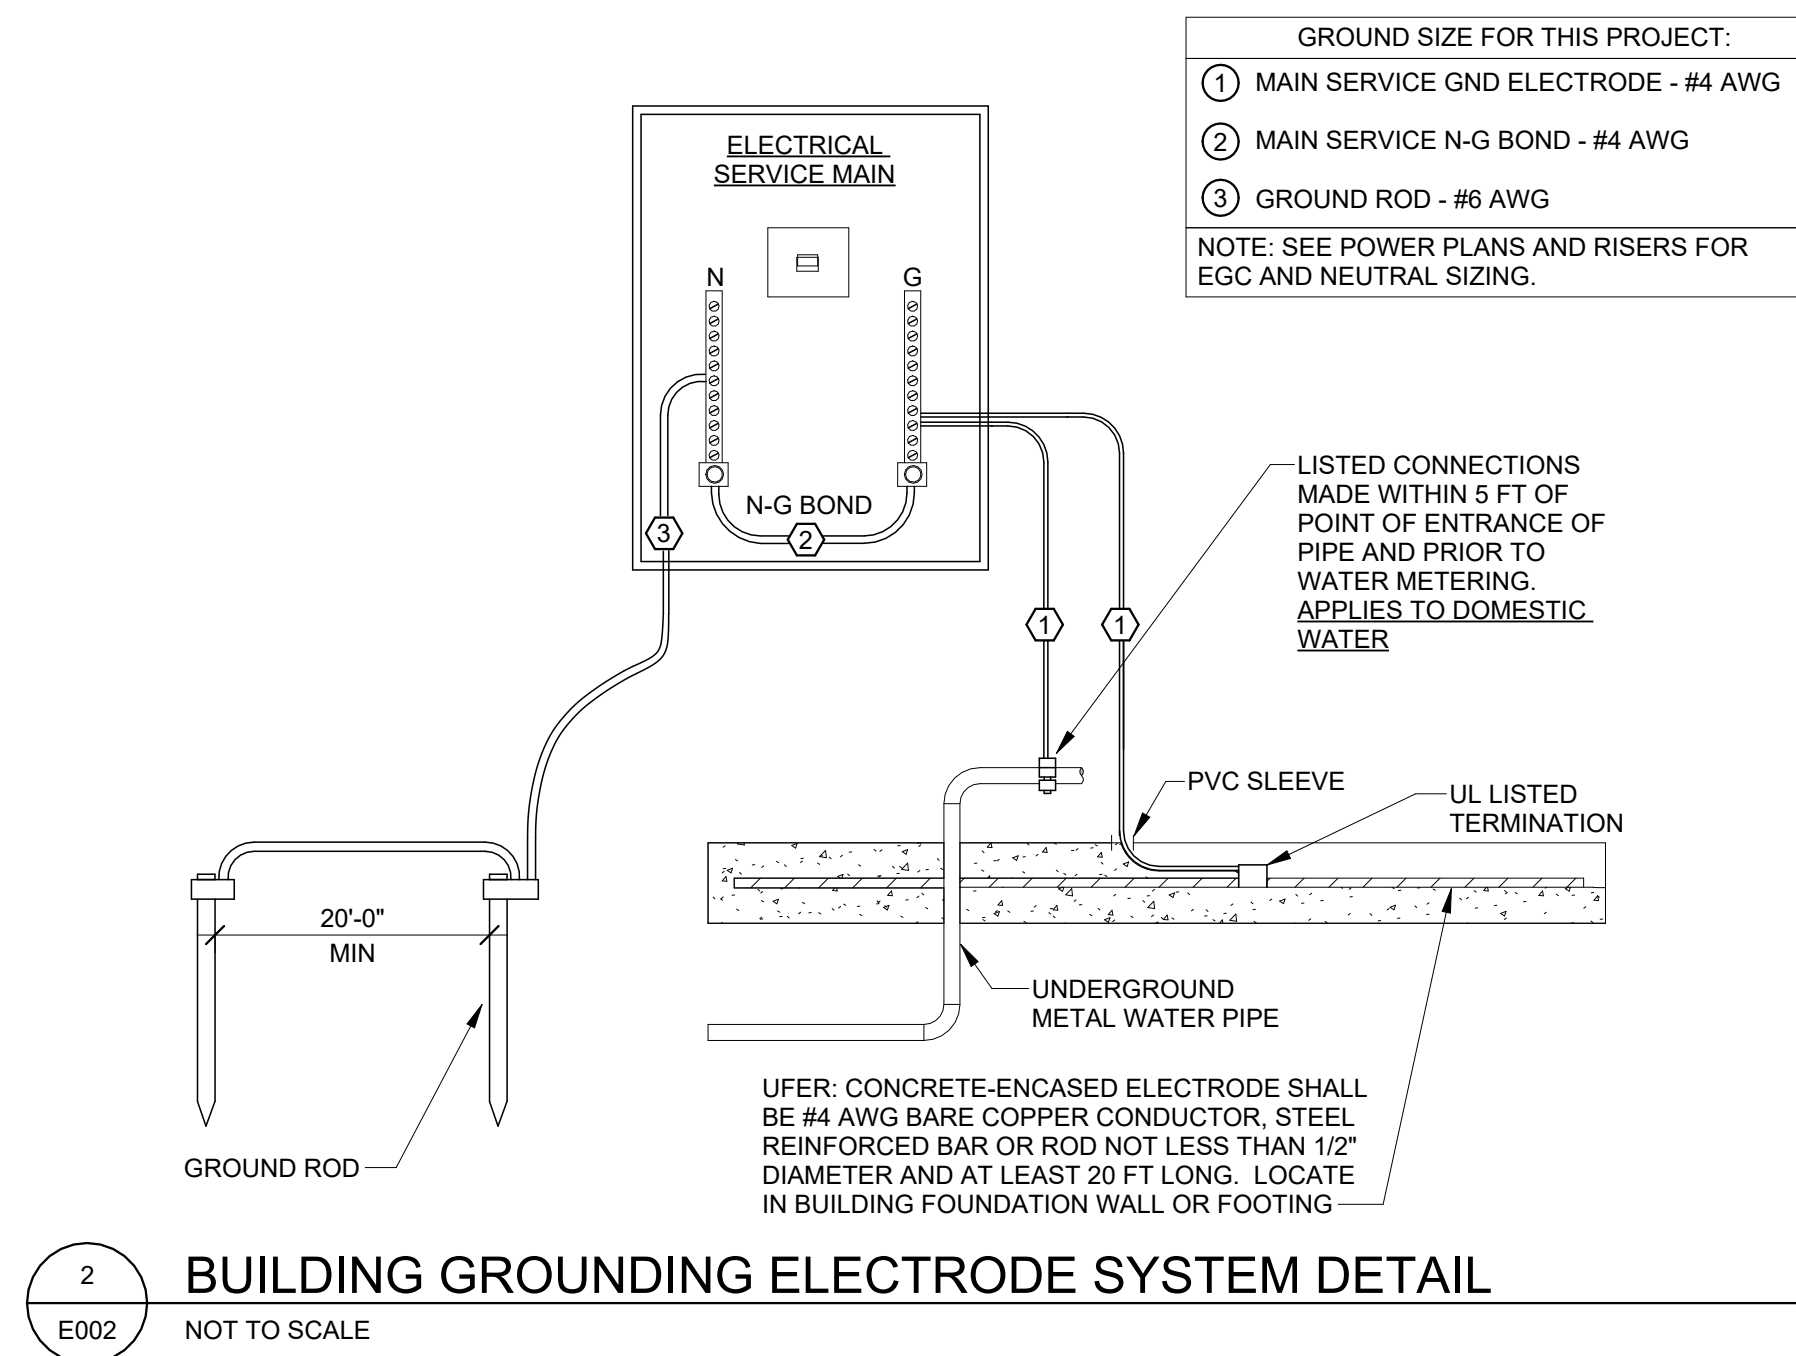 GROUND SIZE FOR THIS PROJECT:
1 MAIN SERVICE GND ELECTRODE - #4 AWG
2 MAIN SERVICE N-G BOND - #4 AWG
3 GROUND ROD - #6 AWG
NOTE: SEE POWER PLANS AND RISERS FOR
EGC AND NEUTRAL SIZING.
ELECTRICAL
SERVICE MAIN
N
G
N-G BOND
3
2
1
1
LISTED CONNECTIONS
MADE WITHIN 5 FT OF
POINT OF ENTRANCE OF
PIPE AND PRIOR TO
WATER METERING.
APPLIES TO DOMESTIC
WATER
PVC SLEEVE
UL LISTED
TERMINATION
20'-0"
MIN
UNDERGROUND
METAL WATER PIPE
GROUND ROD
UFER: CONCRETE-ENCASED ELECTRODE SHALL
BE #4 AWG BARE COPPER CONDUCTOR, STEEL
REINFORCED BAR OR ROD NOT LESS THAN 1/2"
DIAMETER AND AT LEAST 20 FT LONG. LOCATE
IN BUILDING FOUNDATION WALL OR FOOTING
2
BUILDING GROUNDING ELECTRODE SYSTEM DETAIL
E002
NOT TO SCALE